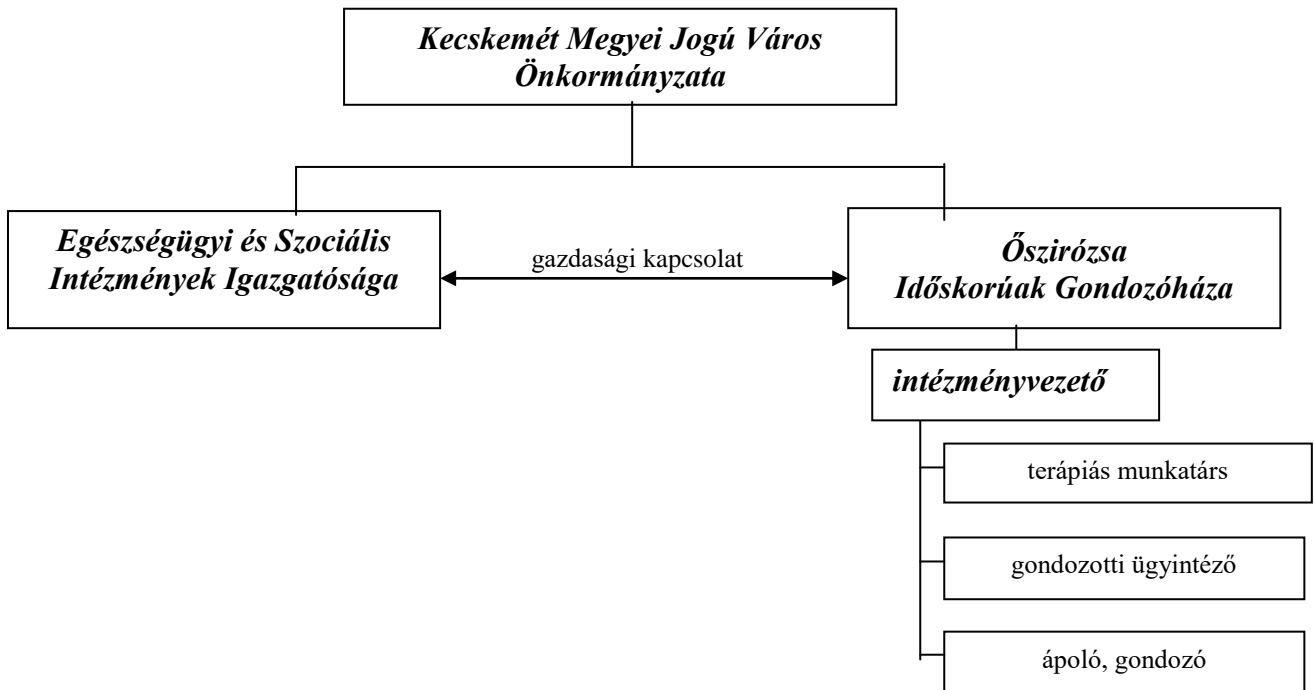 Kecskemét Megyei Jogú Város
Önkormányzata
Egészségügyi és Szociális
Intézmények Igazgatósága
gazdasági kapcsolat
Őszirózsa
Időskorúak Gondozóháza
intézményvezető
terápiás munkatárs
gondozotti ügyintéző
ápoló, gondozó